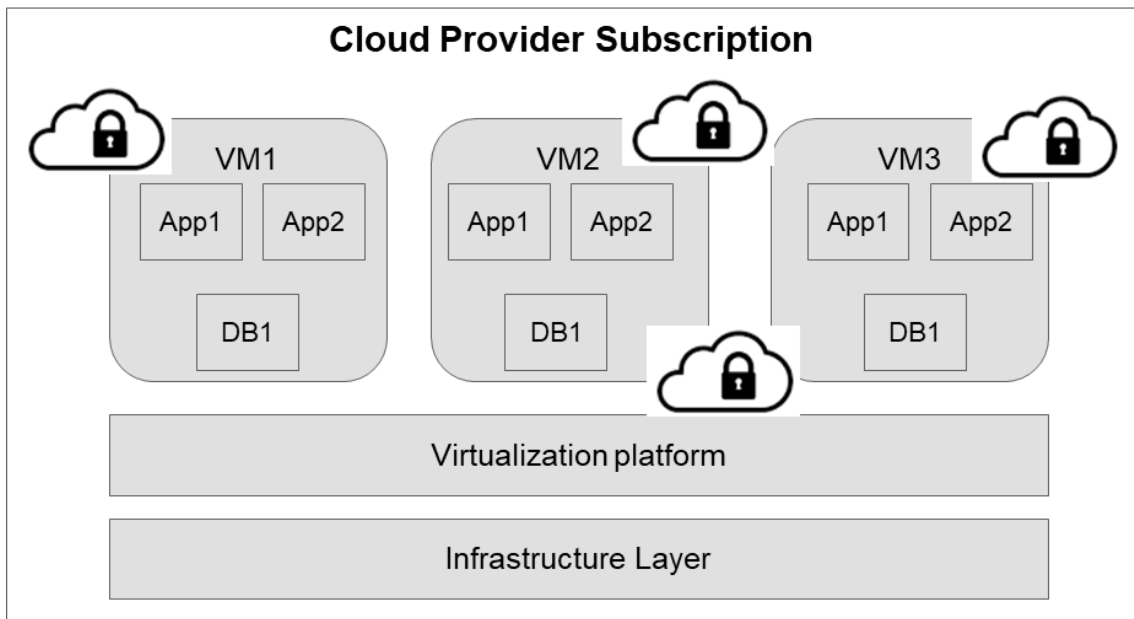 Cloud Provider Subscription
VM1
VM2
VM3
App1
App2
App1
App2
App1
App2
DB1
DB1
DB1
Virtualization platform
Infrastructure Layer